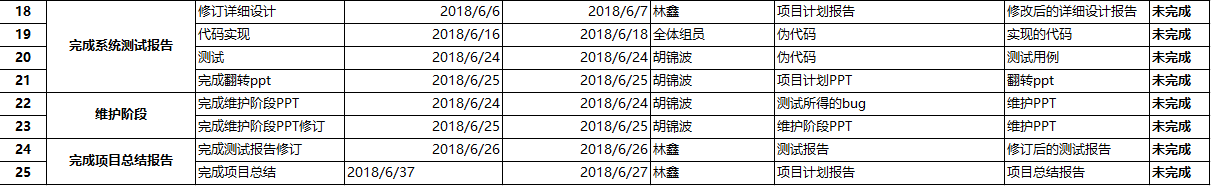 18 修订详细设计 2018/6/6 2018/6/7 林鑫 项目计划报告 修改后的详细设计报告 未完成
19 完成系统测试报告 代码实现 2018/6/16 2018/6/18 全体组员 伪代码 实现的代码 未完成
20 测试 2018/6/24 2018/6/24 胡锦波 伪代码 测试用例 未完成
21 完成翻转ppt 2018/6/25 2018/6/25 胡锦波 项目计划PPT 翻转ppt 未完成
22 维护阶段 完成维护阶段PPT 2018/6/24 2018/6/24 胡锦波 测试所得的bug 维护PPT 未完成
23 完成维护阶段PPT修订 2018/6/25 2018/6/25 胡锦波 维护阶段PPT 维护PPT 未完成
24 完成项目总结报告 完成测试报告修订 2018/6/26 2018/6/26 林鑫 测试报告 修订后的测试报告 未完成
25 完成项目总结 2018/6/37 2018/6/27 林鑫 项目计划报告 项目总结报告 未完成